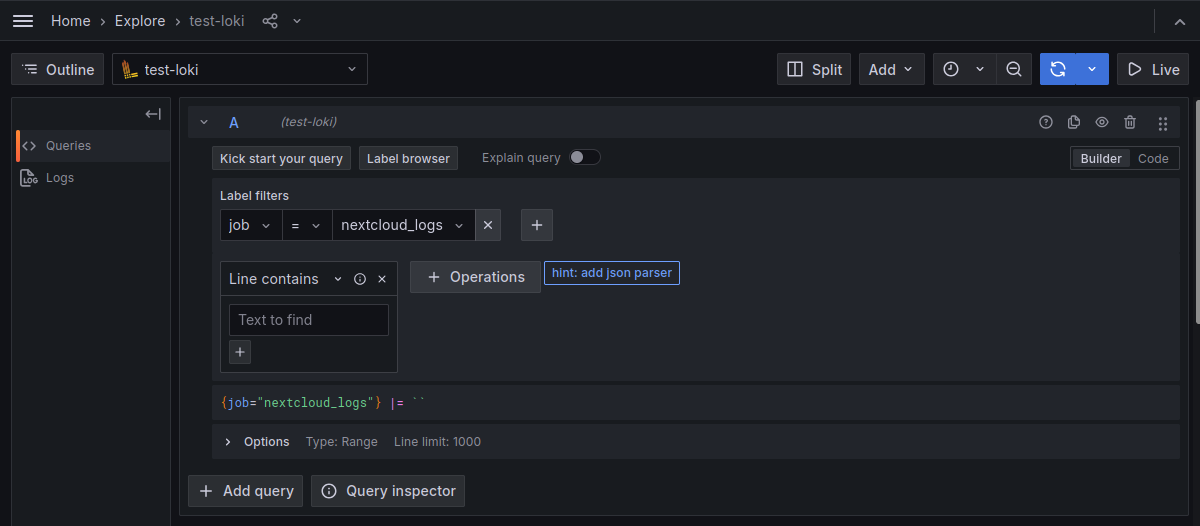 Home › Explore › test-loki
Outline test-loki Split Add Live
A (test-loki)
Queries
Kick start your query Label browser Explain query Builder Code
LOG Logs
Label filters
job = nextcloud_logs
Line contains Operations hint: add json parser
Text to find
{job="nextcloud_logs"} |= ``
Options Type: Range Line limit: 1000
Add query Query inspector